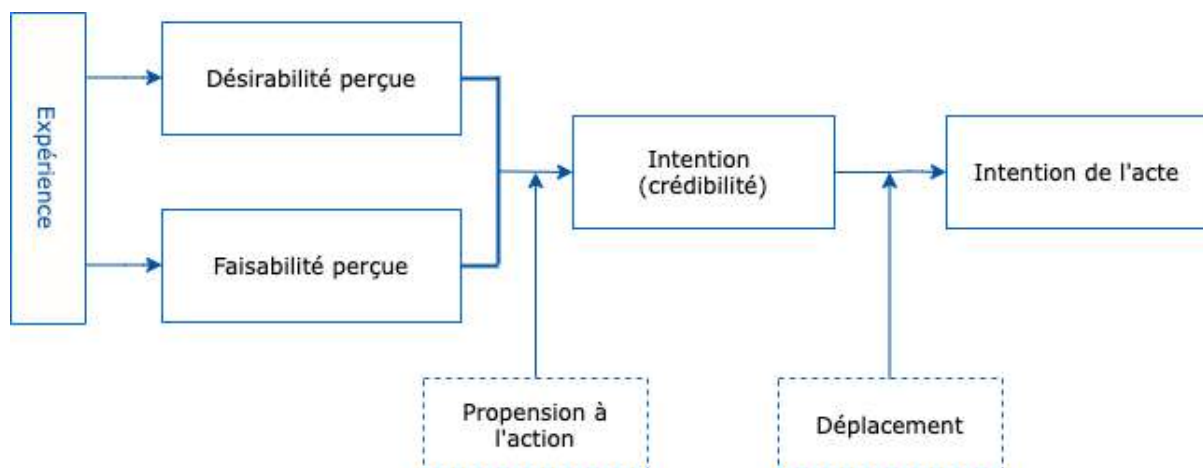 Expérience
Désirabilité perçue
Faisabilité perçue
Intention
(crédibilité)
Intention de l'acte
Propension à
l'action
Déplacement